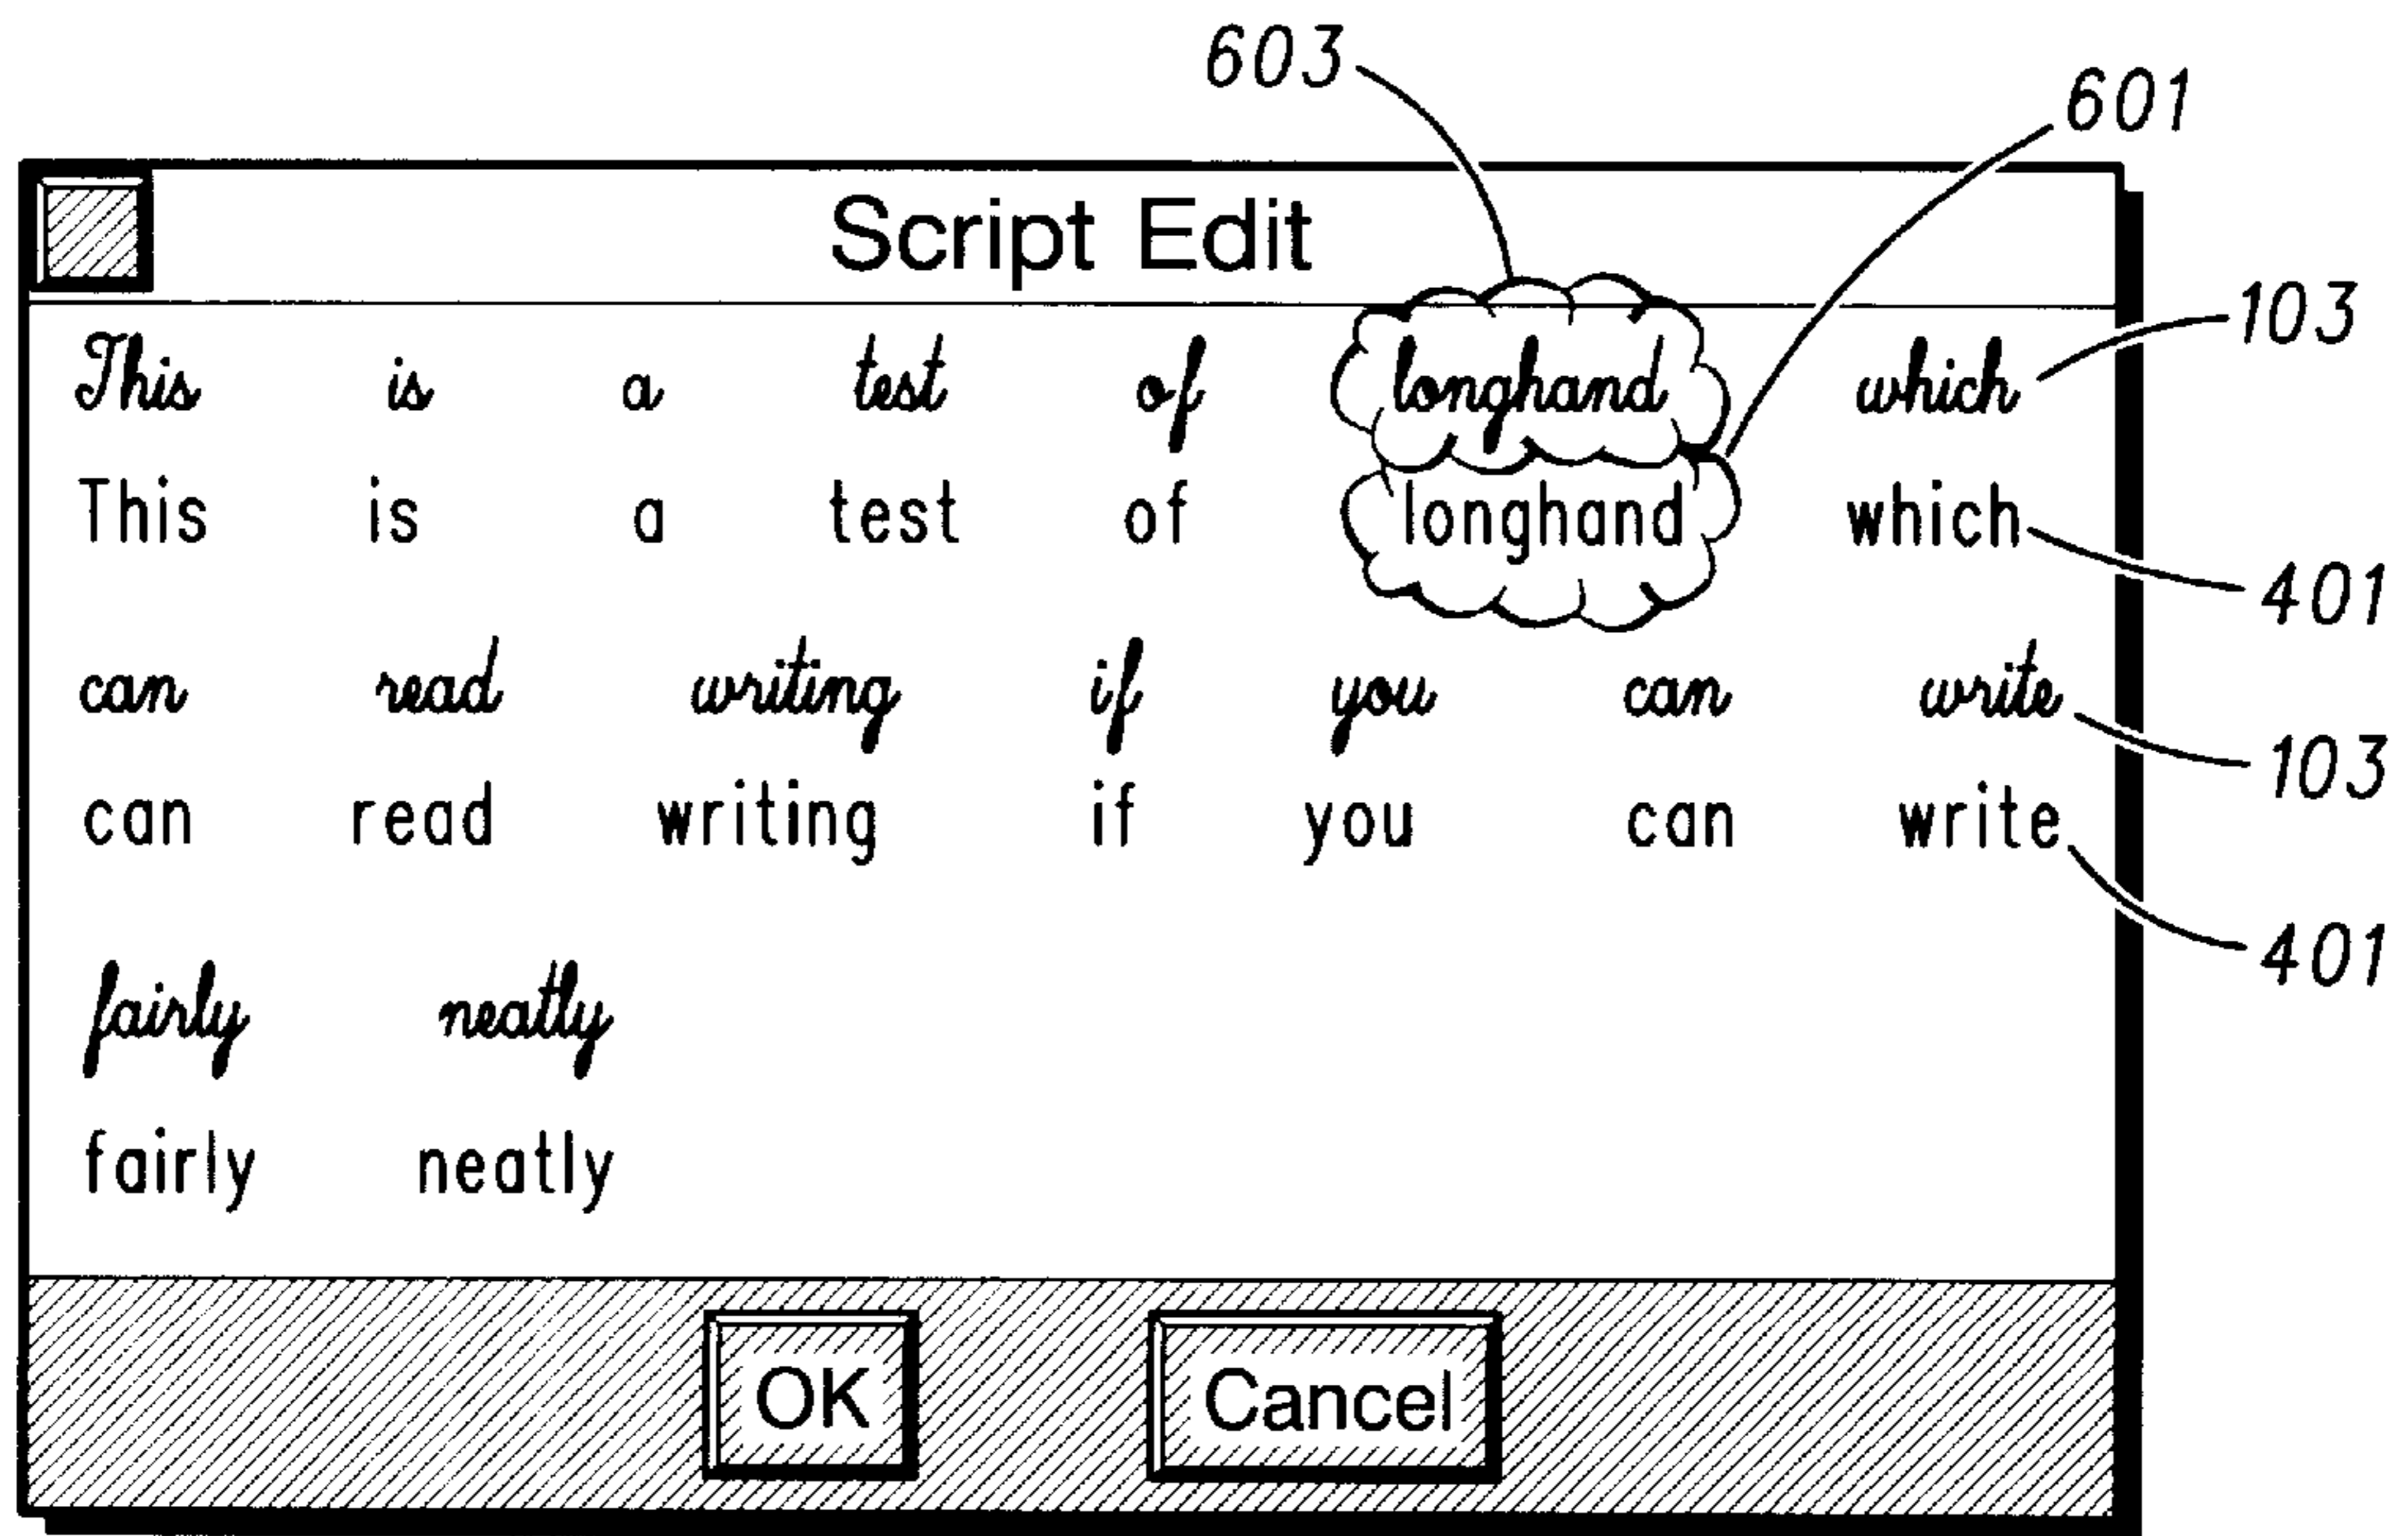 603
601
Script Edit
103
This is a test of longhand which
This is a test of longhand which
401
can read writing if you can write
103
can read writing if you can write
401
fairly neatly
fairly neatly
OK Cancel